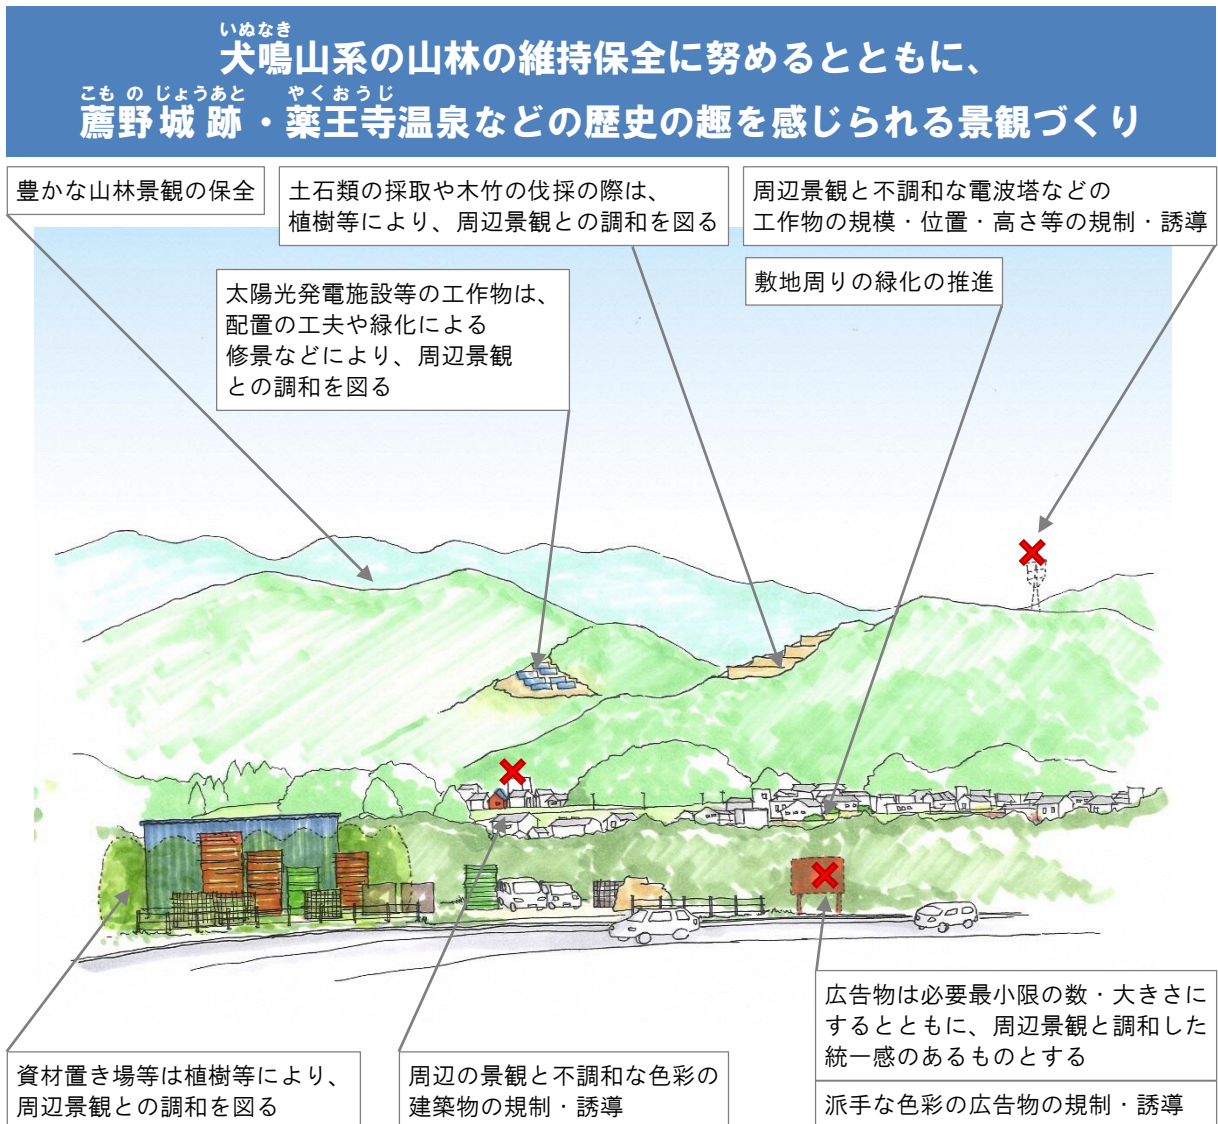 いぬなき
犬鳴山系の山林の維持保全に努めるとともに、
こものじょうあと やくおうじ
薦野城跡・薬王寺温泉などの歴史の趣を感じられる景観づくり
豊かな山林景観の保全
土石類の採取や木竹の伐採の際は、
植樹等により、周辺景観との調和を図る
周辺景観と不調和な電波塔などの
工作物の規模・位置・高さ等の規制・誘導
太陽光発電施設等の工作物は、
配置の工夫や緑化による
修景などにより、周辺景観
との調和を図る
敷地周りの緑化の推進
資材置き場等は植樹等により、
周辺景観との調和を図る
周辺の景観と不調和な色彩の
建築物の規制・誘導
広告物は必要最小限の数・大きさに
するとともに、周辺景観と調和した
統一感のあるものとする
派手な色彩の広告物の規制・誘導